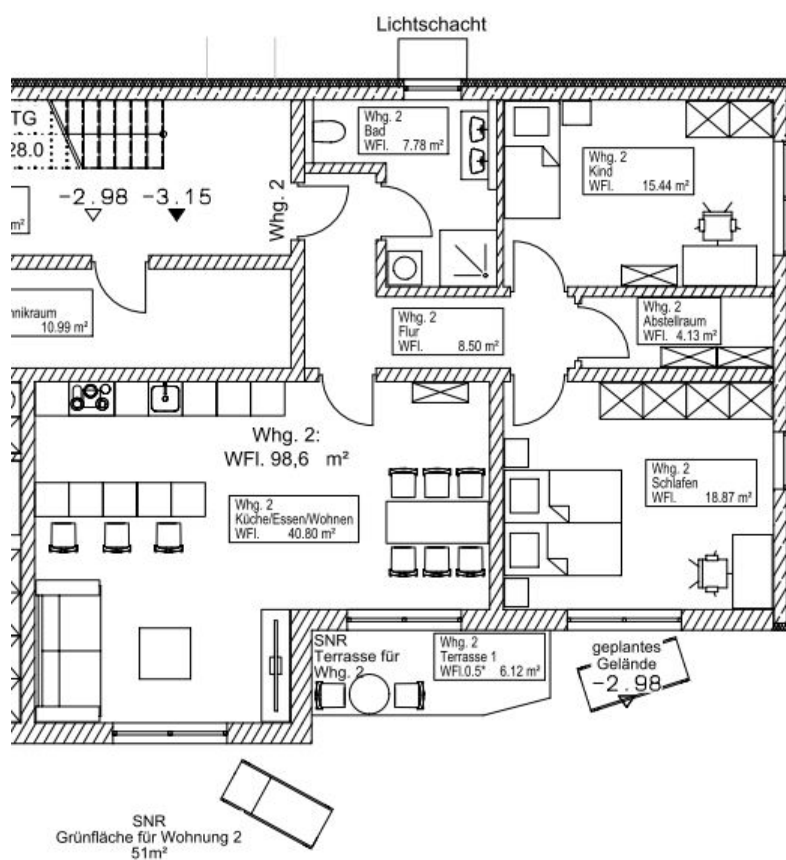 Lichtschacht
TG
28.0
-2.98
-3.15
m²
Whg. 2
Whg. 2
Bad
WFl. 7.78 m²
Whg. 2
Kind
WFl. 15.44 m²
nnikraum
10.99 m²
Whg. 2
Flur
WFl. 8.50 m²
Whg. 2
Abstellraum
WFl. 4.13 m²
Whg. 2:
WFl. 98,6 m²
Whg. 2
Küche/Essen/Wohnen
WFl. 40.80 m²
Whg. 2
Schlafen
WFl. 18.87 m²
SNR
Terrasse für
Whg. 2
Whg. 2
Terrasse 1
WFl.0.5* 6.12 m²
geplantes
Gelände
-2.98
SNR
Grünfläche für Wohnung 2
51m²